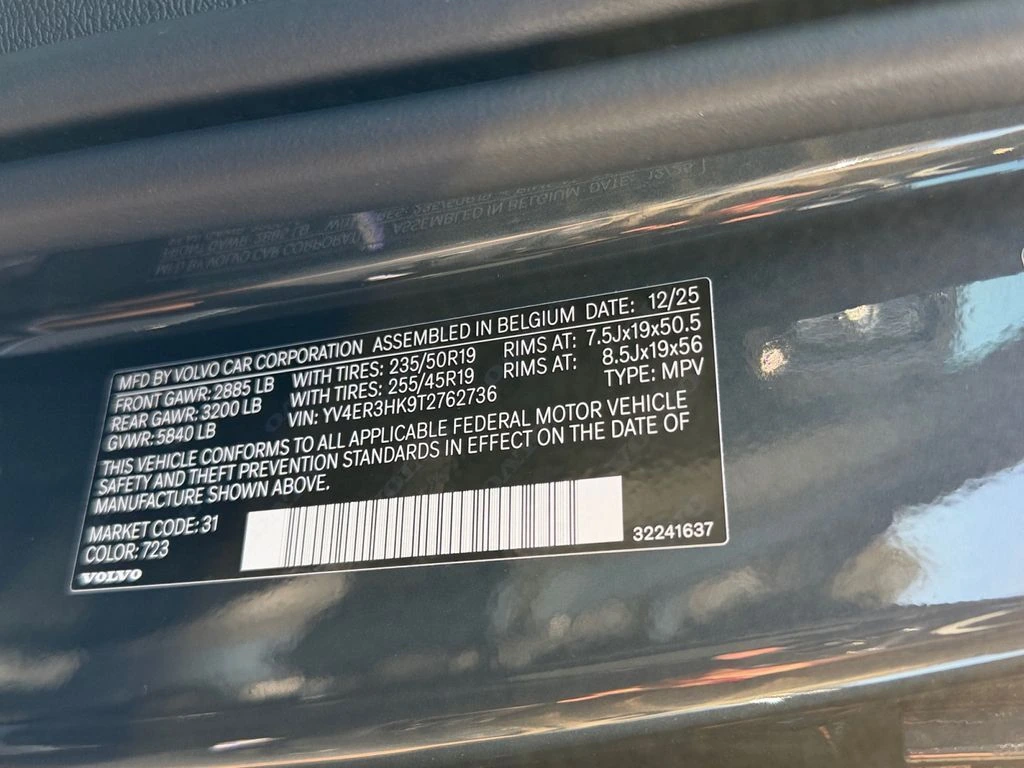 MFD BY VOLVO CAR CORPORATION ASSEMBLED IN BELGIUM DATE: 12/25
FRONT GAWR: 2885 LB WITH TIRES: 235/50R19 RIMS AT: 7.5Jx19x50.5
REAR GAWR: 3200 LB WITH TIRES: 255/45R19 RIMS AT: 8.5Jx19x56
GVWR: 5840 LB VIN: YV4ER3HK9T2762736 TYPE: MPV
THIS VEHICLE CONFORMS TO ALL APPLICABLE FEDERAL MOTOR VEHICLE
SAFETY AND THEFT PREVENTION STANDARDS IN EFFECT ON THE DATE OF
MANUFACTURE SHOWN ABOVE.
MARKET CODE: 31
COLOR: 723
VOLVO
32241637